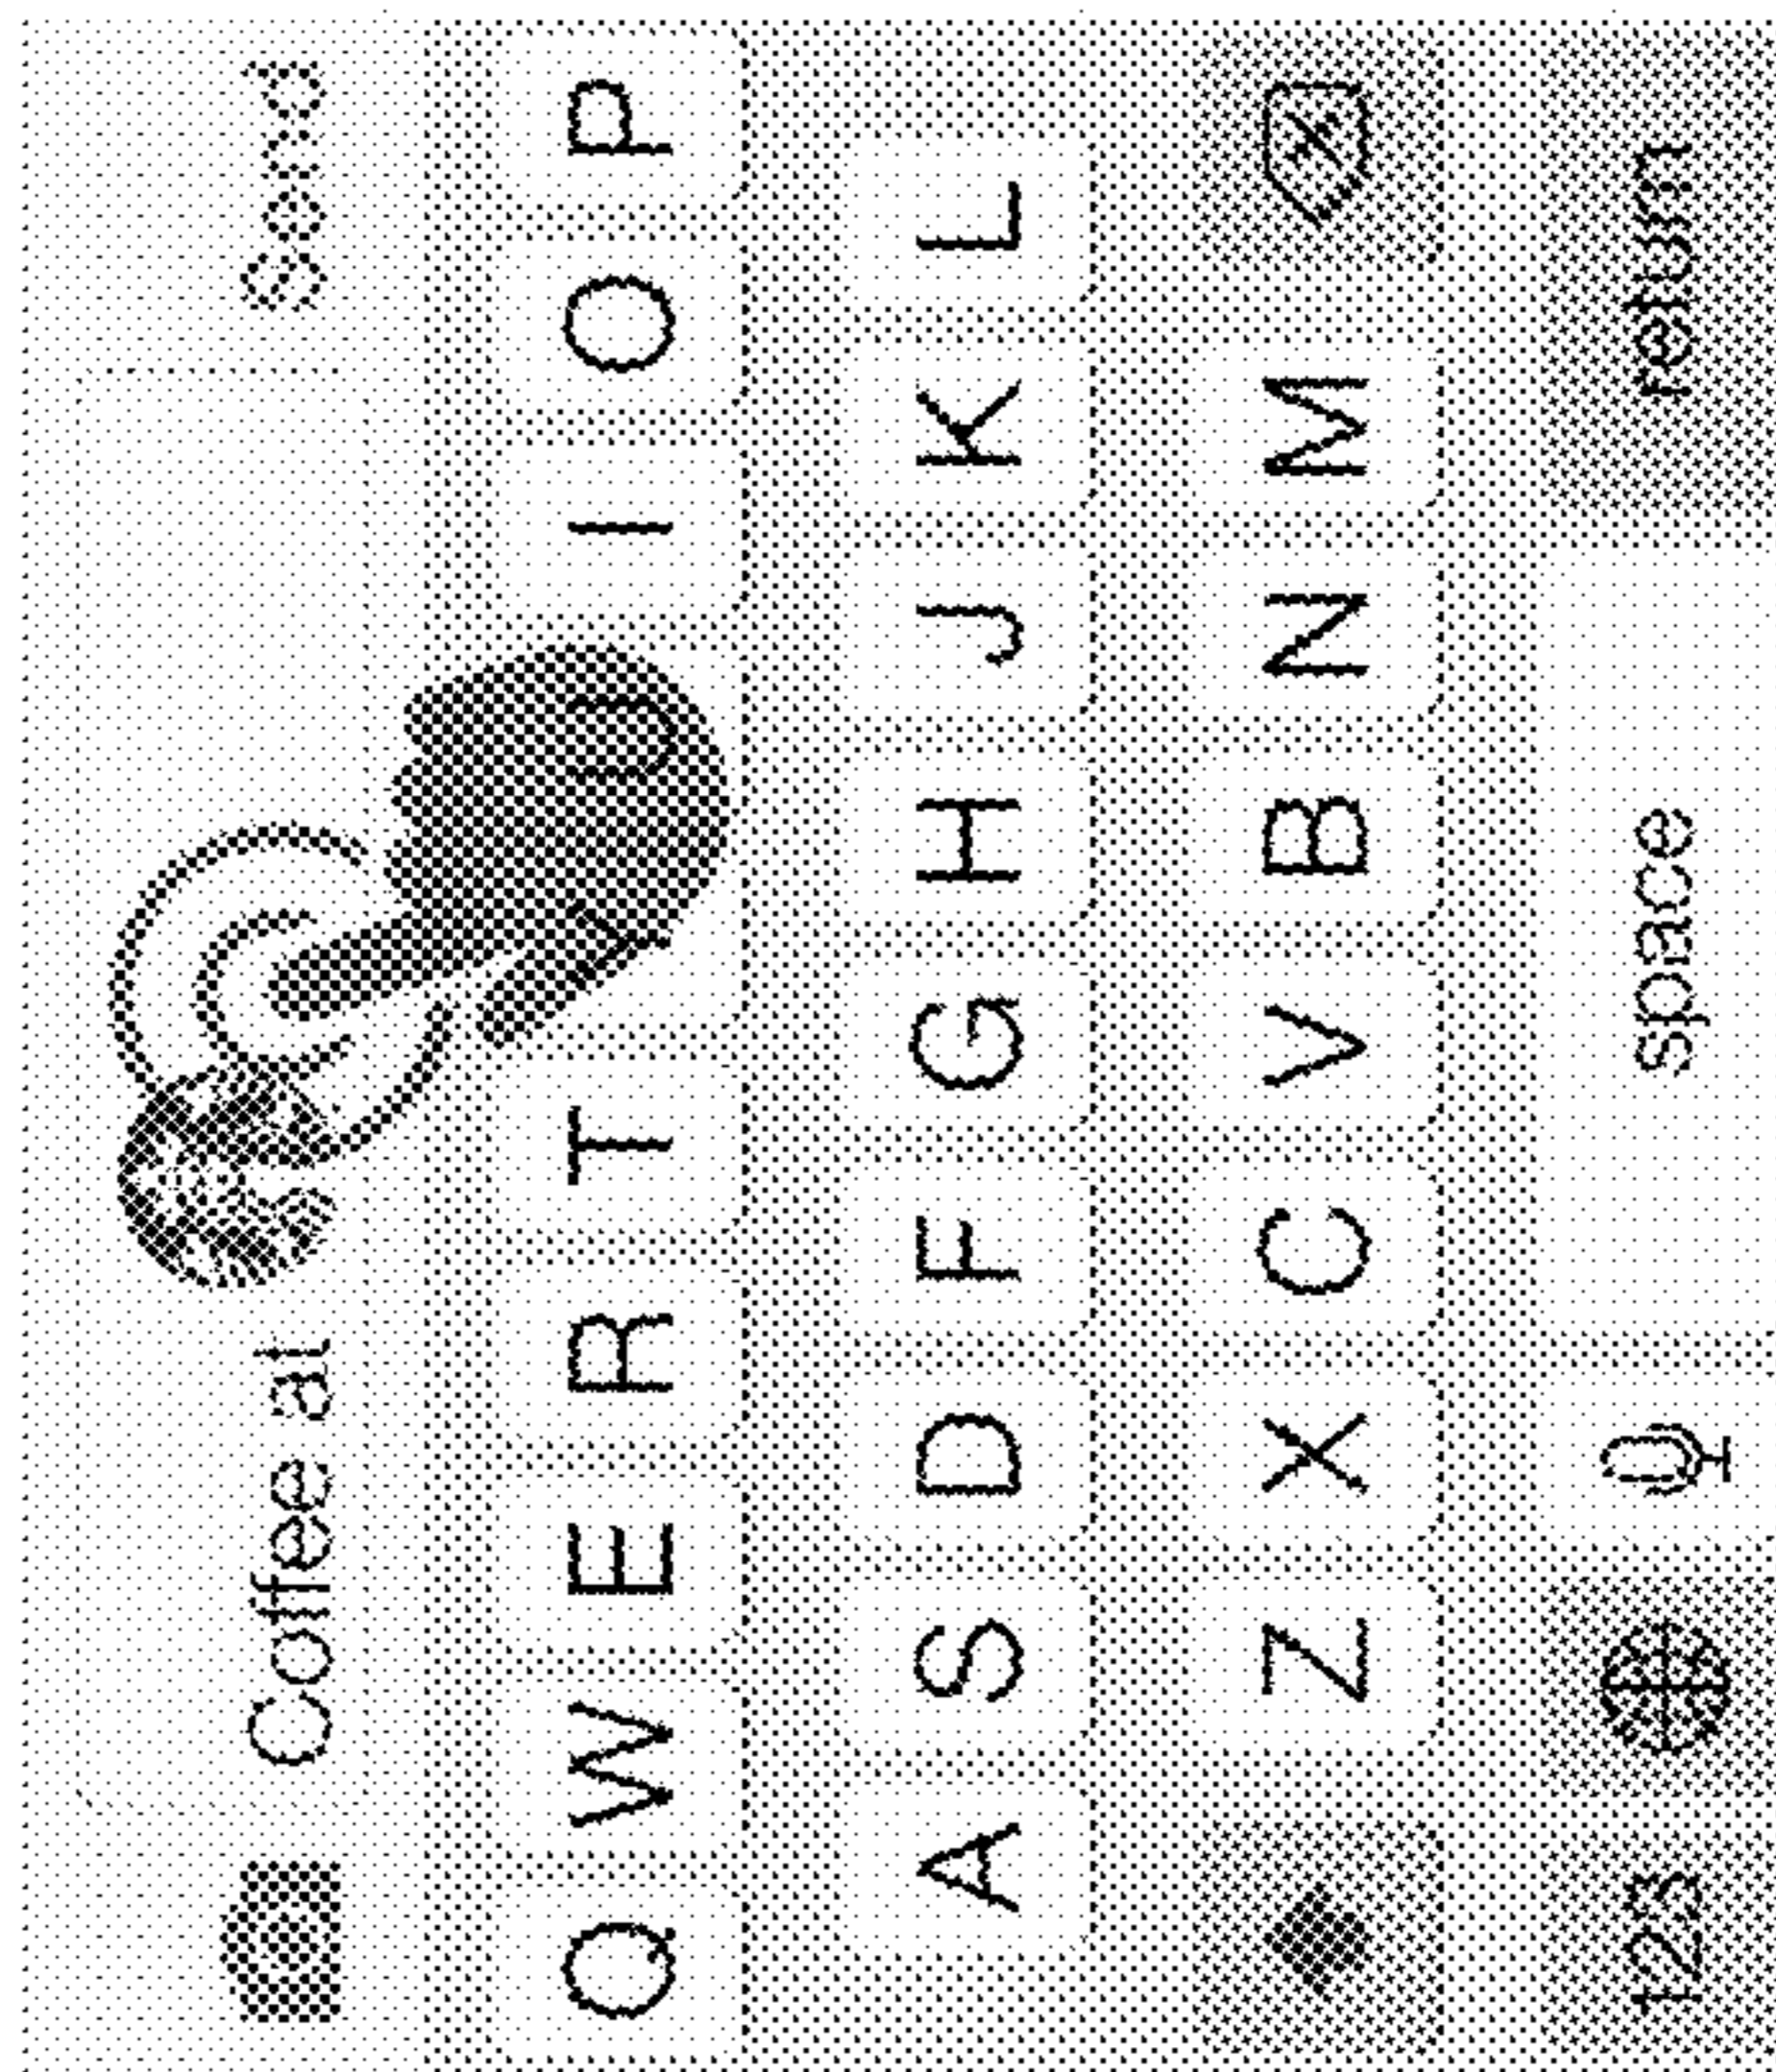 Coffee at Send
Q W E R T Y U I O P
A S D F G H J K L
Z X C V B N M
123 space return